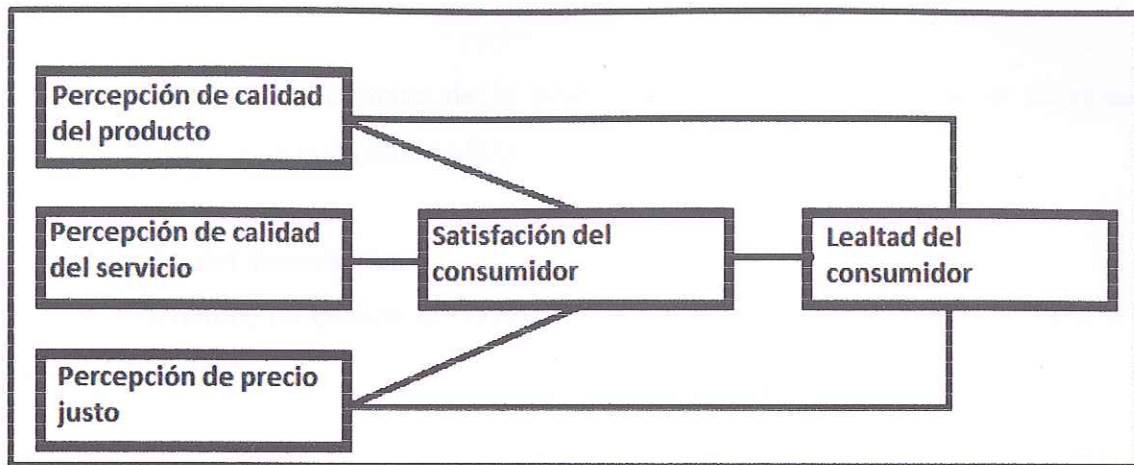 Percepción de calidad
del producto
Percepción de calidad
del servicio
Satisfación del
consumidor
Lealtad del
consumidor
Percepción de precio
justo